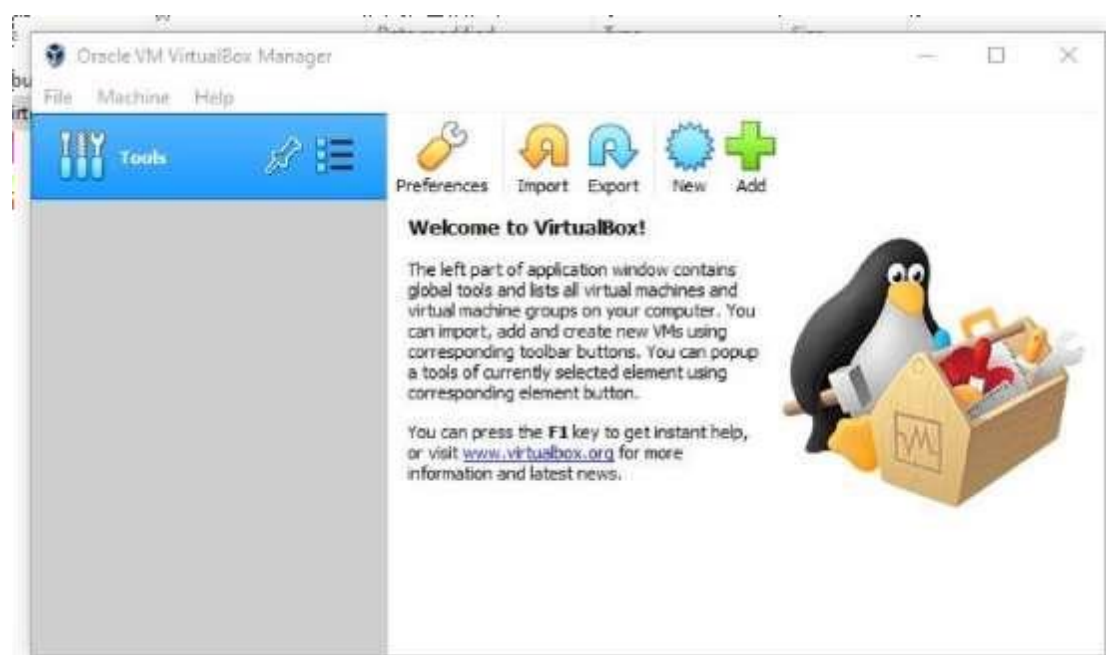 Oracle VM VirtualBox Manager
File Machine Help
Tools
Preferences Import Export New Add
Welcome to VirtualBox!
The left part of application window contains
global tools and lists all virtual machines and
virtual machine groups on your computer. You
can import, add and create new VMs using
corresponding toolbar buttons. You can popup
a tools of currently selected element using
corresponding element button.
You can press the F1 key to get instant help,
or visit www.virtualbox.org for more
information and latest news.